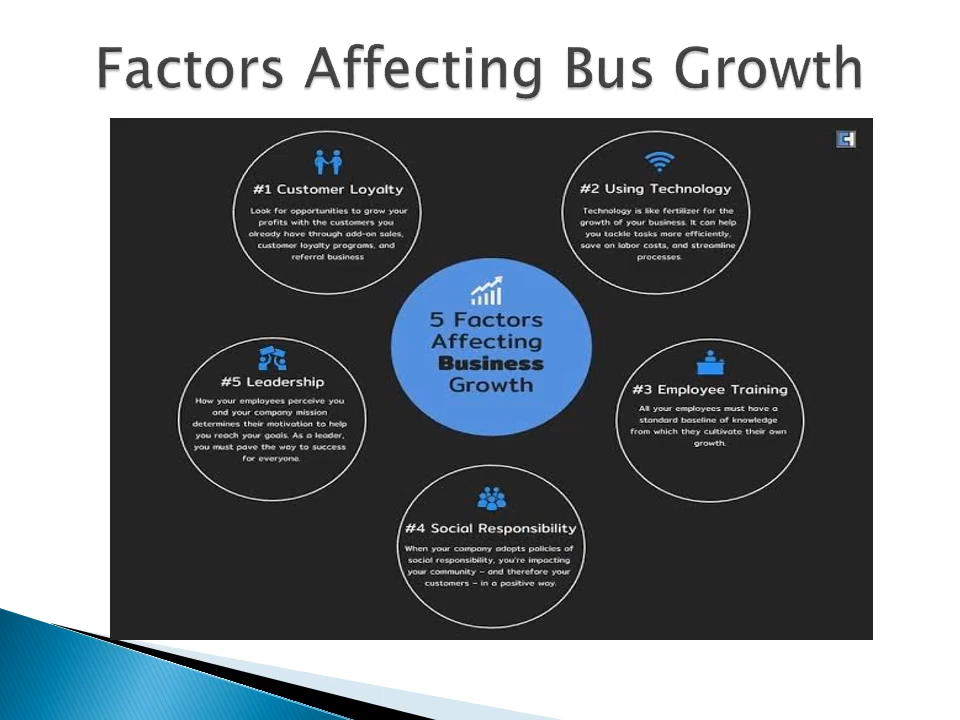 Factors Affecting Bus Growth
#1 Customer Loyalty
Look for opportunities to grow your
profits with the customers you
already have through add-on sales,
customer loyalty programs, and
referral business
#2 Using Technology
Technology is like fertilizer for the
growth of your business. It can help
you tackle tasks more efficiently,
save on labor costs, and streamline
processes.
5 Factors
Affecting
Business
Growth
#5 Leadership
How your employees perceive you
and your company mission
determines their motivation to help
you reach your goals. As a leader,
you must pave the way to success
for everyone.
#3 Employee Training
All your employees must have a
standard baseline of knowledge
from which they cultivate their own
growth.
#4 Social Responsibility
When your company adopts policies of
social responsibility, you're impacting
your community – and therefore your
customers – in a positive way.